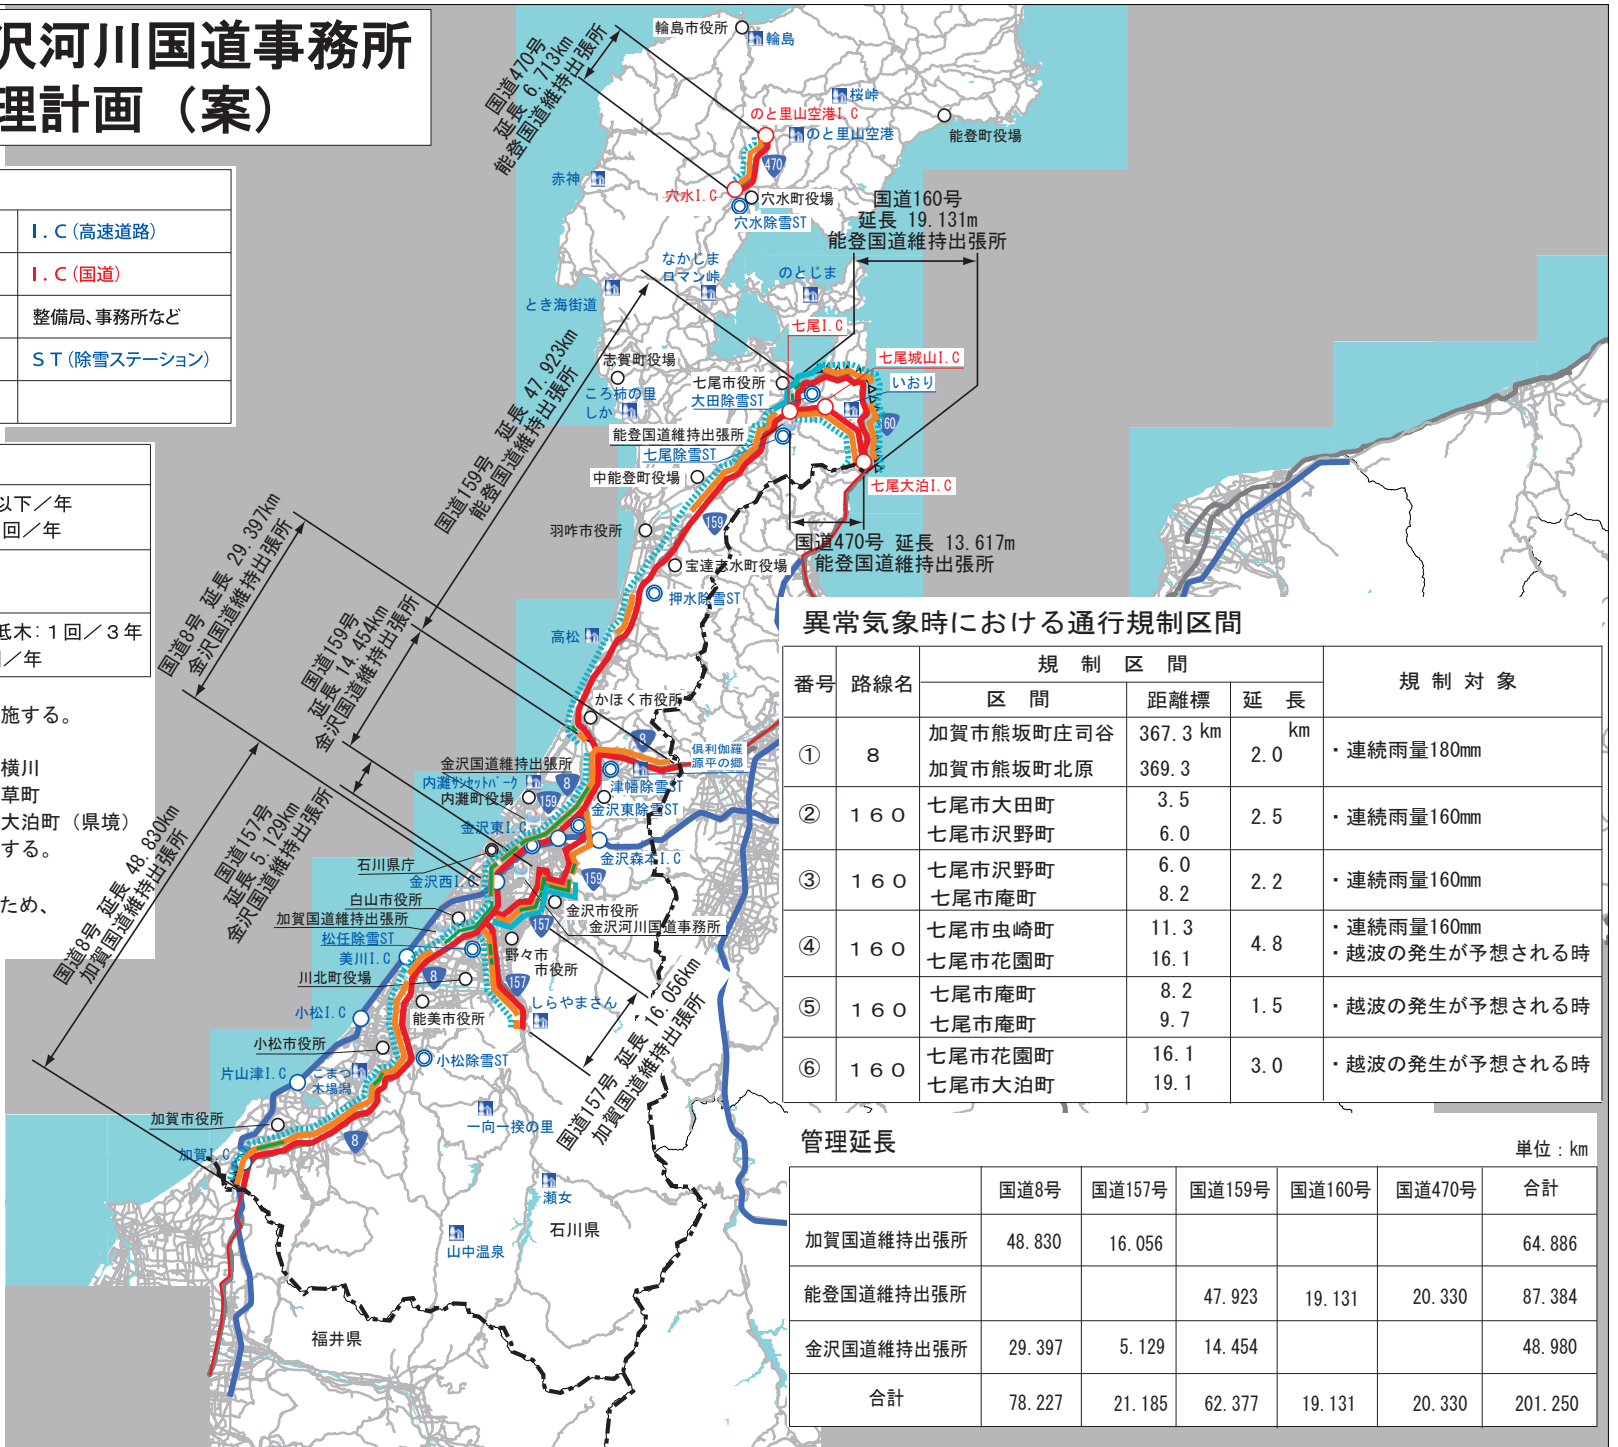 沢河川国道事務所
理計画（案）
I.C(高速道路)
I.C(国道)
整備局、事務所など
ST(除雪ステーション)
以下／年
回／年
低木：1回／3年
回／年
施する。
横川
草町
大泊町（県境）
する。
ため、
輪島市役所
輪島
国道470号
延長 6.713km
能登国道維持出張所
桜峠
のと里山空港I.C
のと里山空港
能登町役場
470
赤神
穴水I.C
穴水町役場
穴水除雪ST
国道160号
延長 19.131m
能登国道維持出張所
なかじま
ロマン峠
のとじま
とき海街道
七尾I.C
七尾城山I.C
いおり
志賀町役場
七尾市役所
大田除雪ST
ころ柿の里
しか
160
能登国道維持出張所
七尾除雪ST
中能登町役場
七尾大泊I.C
国道159号 延長 47.923km
能登国道維持出張所
159
羽咋市役所
国道470号 延長 13.617m
能登国道維持出張所
宝達志水町役場
押水除雪ST
国道8号 延長 29.397km
金沢国道維持出張所
国道159号
延長 14.454km
金沢国道維持出張所
高松
かほく市役所
8
倶利伽羅
源平の郷
金沢国道維持出張所
内灘サンセットパーク
8
津幡除雪ST
内灘町役場
159
金沢東除雪ST
金沢東I.C
石川県庁
金沢森本I.C
金沢西I.C
159
国道157号
延長 5.129km
金沢国道維持出張所
白山市役所
金沢市役所
加賀国道維持出張所
157
金沢河川国道事務所
松任除雪ST
野々市
市役所
美川I.C
国道8号 延長 48.830km
加賀国道維持出張所
川北町役場
8
157
しらやまさん
小松I.C
能美市役所
国道157号 延長 16.056km
加賀国道維持出張所
小松市役所
小松除雪ST
片山津I.C
こまつ
木場潟
加賀市役所
一向一揆の里
加賀I.C
8
瀬女
石川県
山中温泉
福井県
異常気象時における通行規制区間
番号 路線名 規制区間 規制対象
区間 距離標 延長
① 8 加賀市熊坂町庄司谷 367.3 km 2.0 km ・連続雨量180mm
加賀市熊坂町北原 369.3
② 160 七尾市大田町 3.5 2.5 ・連続雨量160mm
七尾市沢野町 6.0
③ 160 七尾市沢野町 6.0 2.2 ・連続雨量160mm
七尾市庵町 8.2
④ 160 七尾市虫崎町 11.3 4.8 ・連続雨量160mm
七尾市花園町 16.1 ・越波の発生が予想される時
⑤ 160 七尾市庵町 8.2 1.5 ・越波の発生が予想される時
七尾市庵町 9.7
⑥ 160 七尾市花園町 16.1 3.0 ・越波の発生が予想される時
七尾市大泊町 19.1
管理延長
単位：km
国道8号 国道157号 国道159号 国道160号 国道470号 合計
加賀国道維持出張所 48.830 16.056 64.886
能登国道維持出張所 47.923 19.131 20.330 87.384
金沢国道維持出張所 29.397 5.129 14.454 48.980
合計 78.227 21.185 62.377 19.131 20.330 201.250